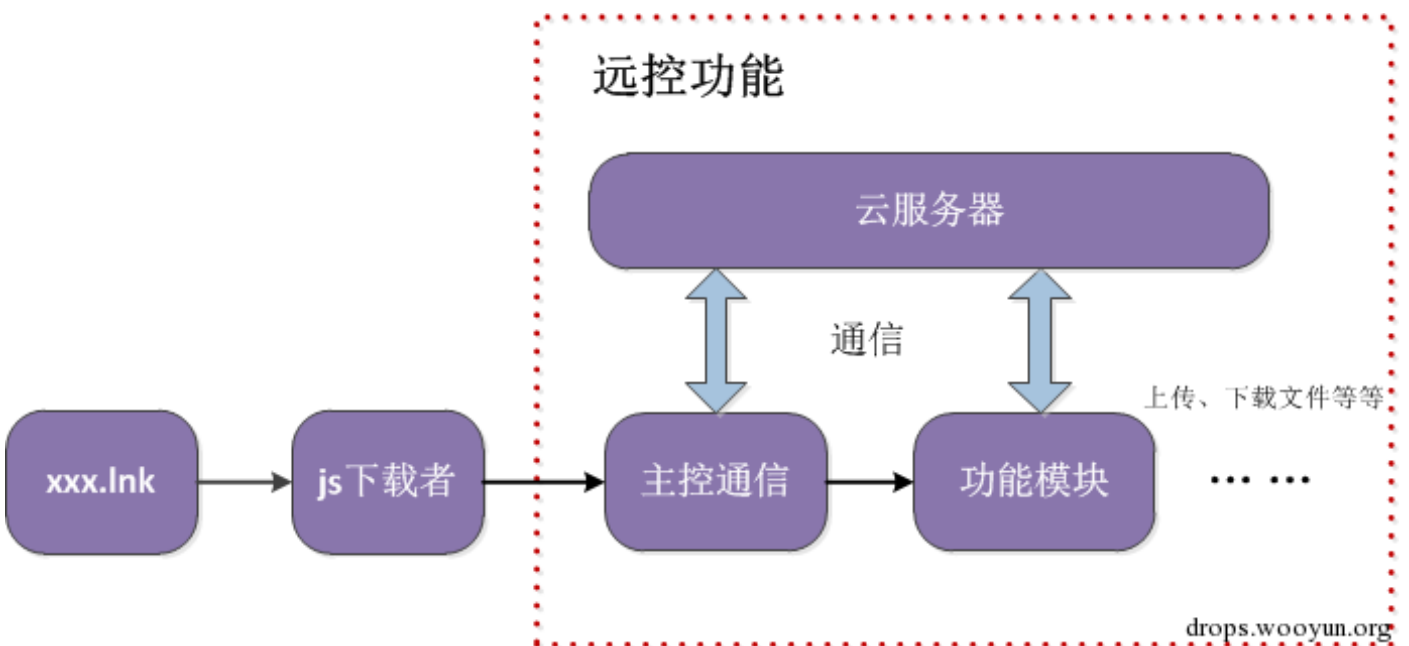 远控功能
云服务器
通信
上传、下载文件等等
xxx.lnk
js下载者
主控通信
功能模块
... ...
drops.wooyun.org